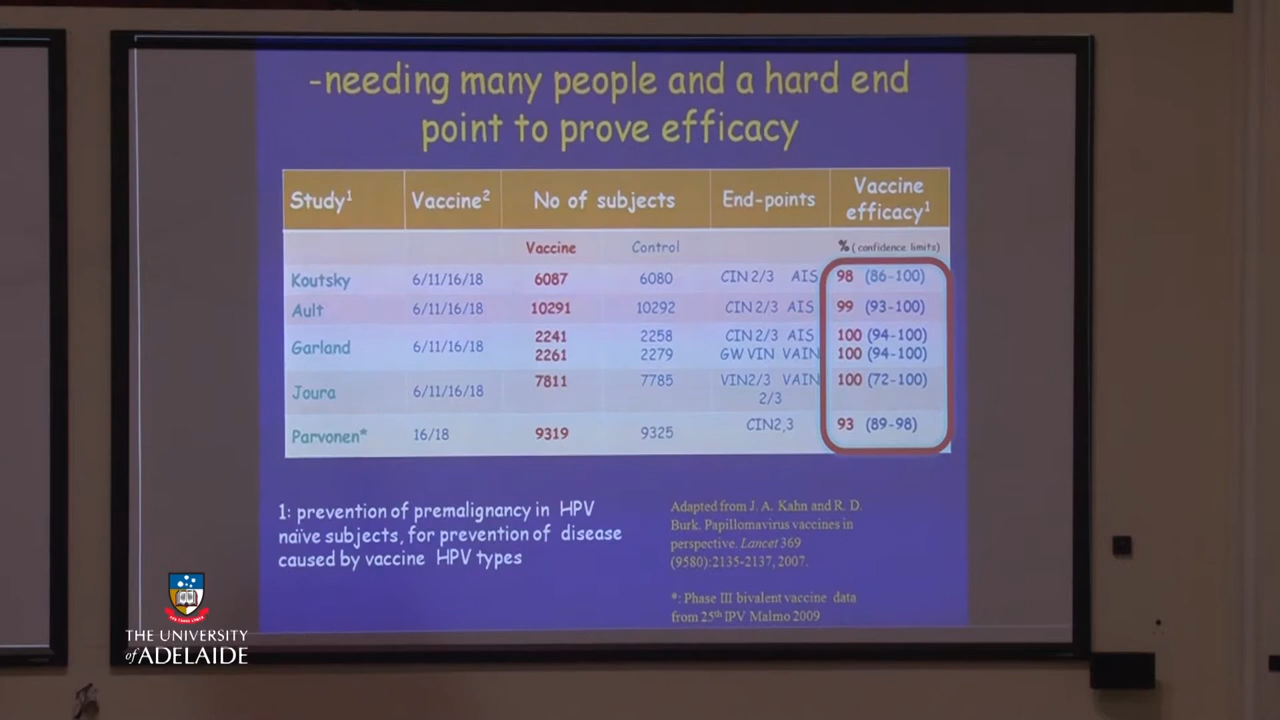 -needing many people and a hard end
point to prove efficacy
Study1 Vaccine2 No of subjects End-points Vaccine efficacy1
Vaccine Control % (confidence limits)
Koutsky 6/11/16/18 6087 6080 CIN 2/3 AIS 98 (86-100)
Ault 6/11/16/18 10291 10292 CIN 2/3 AIS 99 (93-100)
Garland 6/11/16/18 2241 2258 CIN 2/3 AIS 100 (94-100)
2261 2279 GW VIN VAIN 100 (94-100)
Joura 6/11/16/18 7811 7785 VIN2/3 VAIN 2/3 100 (72-100)
Parvonen* 16/18 9319 9325 CIN2,3 93 (89-98)
1: prevention of premalignancy in HPV
naïve subjects, for prevention of disease
caused by vaccine HPV types
Adapted from J. A. Kahn and R. D.
Burk. Papillomavirus vaccines in
perspective. Lancet 369
(9580):2135-2137, 2007.
*: Phase III bivalent vaccine data
from 25th IPV Malmo 2009
THE UNIVERSITY
of ADELAIDE